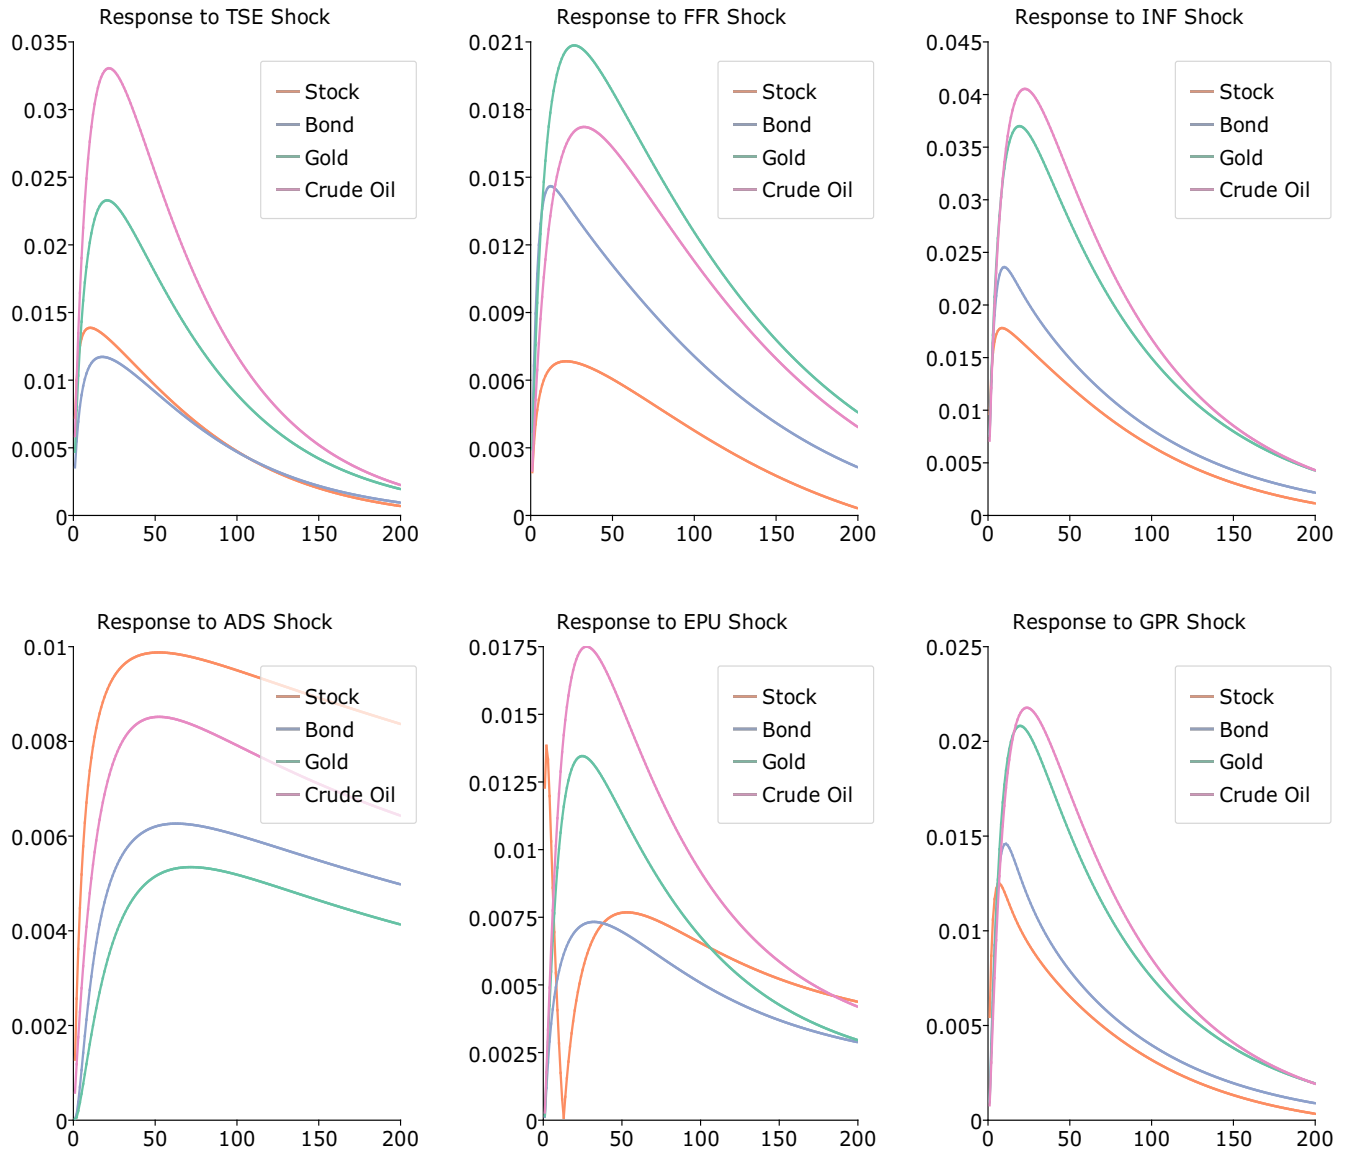 Response to TSE Shock
0.035
0.03
0.025
0.02
0.015
0.01
0.005
0
0 50 100 150 200
Stock
Bond
Gold
Crude Oil
Response to FFR Shock
0.021
0.018
0.015
0.012
0.009
0.006
0.003
0
0 50 100 150 200
Stock
Bond
Gold
Crude Oil
Response to INF Shock
0.045
0.04
0.035
0.03
0.025
0.02
0.015
0.01
0.005
0
0 50 100 150 200
Stock
Bond
Gold
Crude Oil
Response to ADS Shock
0.01
0.008
0.006
0.004
0.002
0
0 50 100 150 200
Stock
Bond
Gold
Crude Oil
Response to EPU Shock
0.0175
0.015
0.0125
0.01
0.0075
0.005
0.0025
0
0 50 100 150 200
Stock
Bond
Gold
Crude Oil
Response to GPR Shock
0.025
0.02
0.015
0.01
0.005
0
0 50 100 150 200
Stock
Bond
Gold
Crude Oil